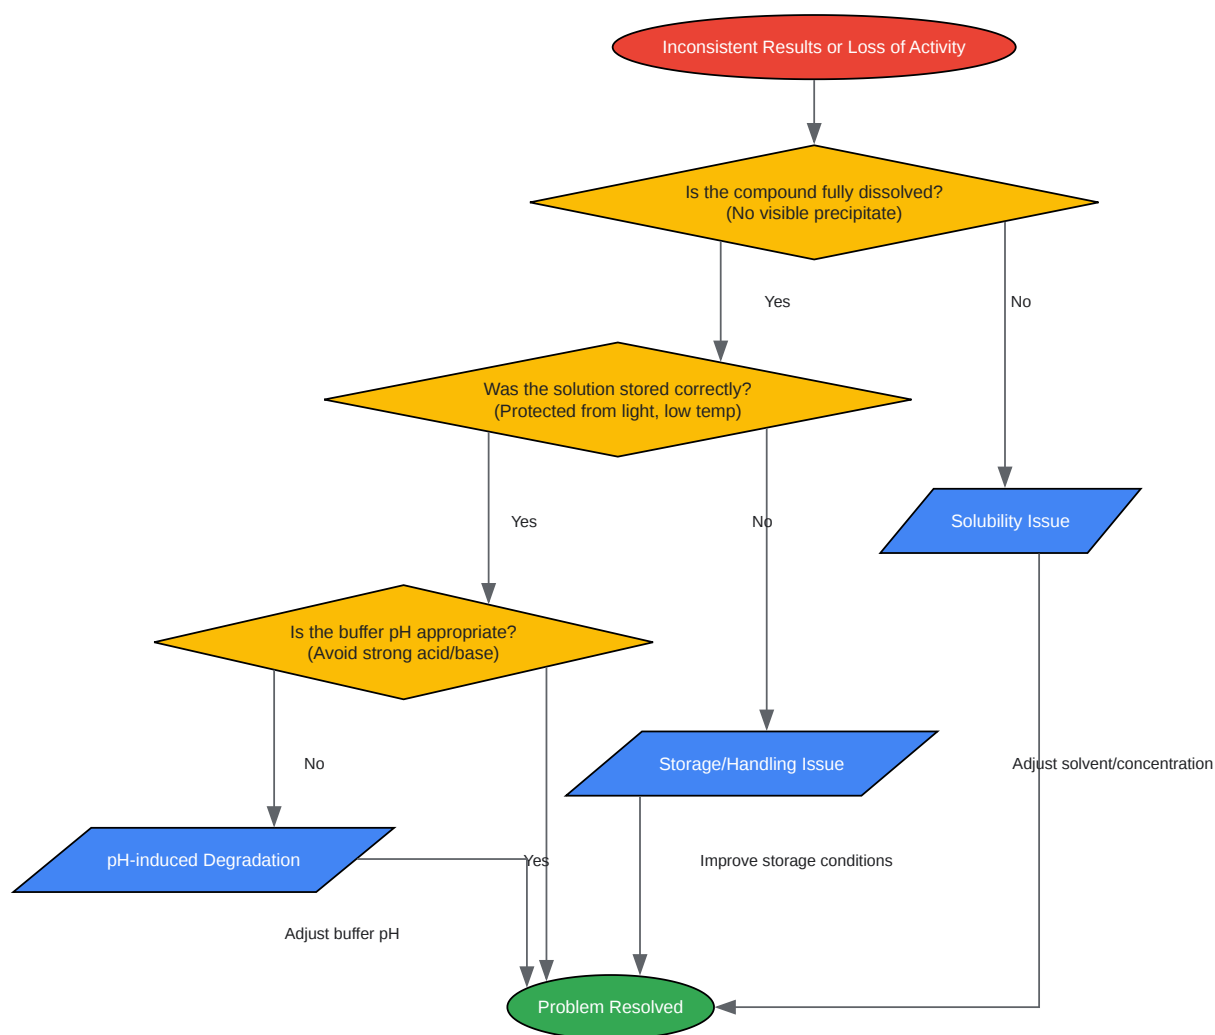 Inconsistent Results or Loss of Activity
Is the compound fully dissolved?
(No visible precipitate)
Yes
No
Was the solution stored correctly?
(Protected from light, low temp)
Yes
No
Solubility Issue
Is the buffer pH appropriate?
(Avoid strong acid/base)
No
Storage/Handling Issue
Adjust solvent/concentration
pH-induced Degradation
Yes
Improve storage conditions
Adjust buffer pH
Problem Resolved